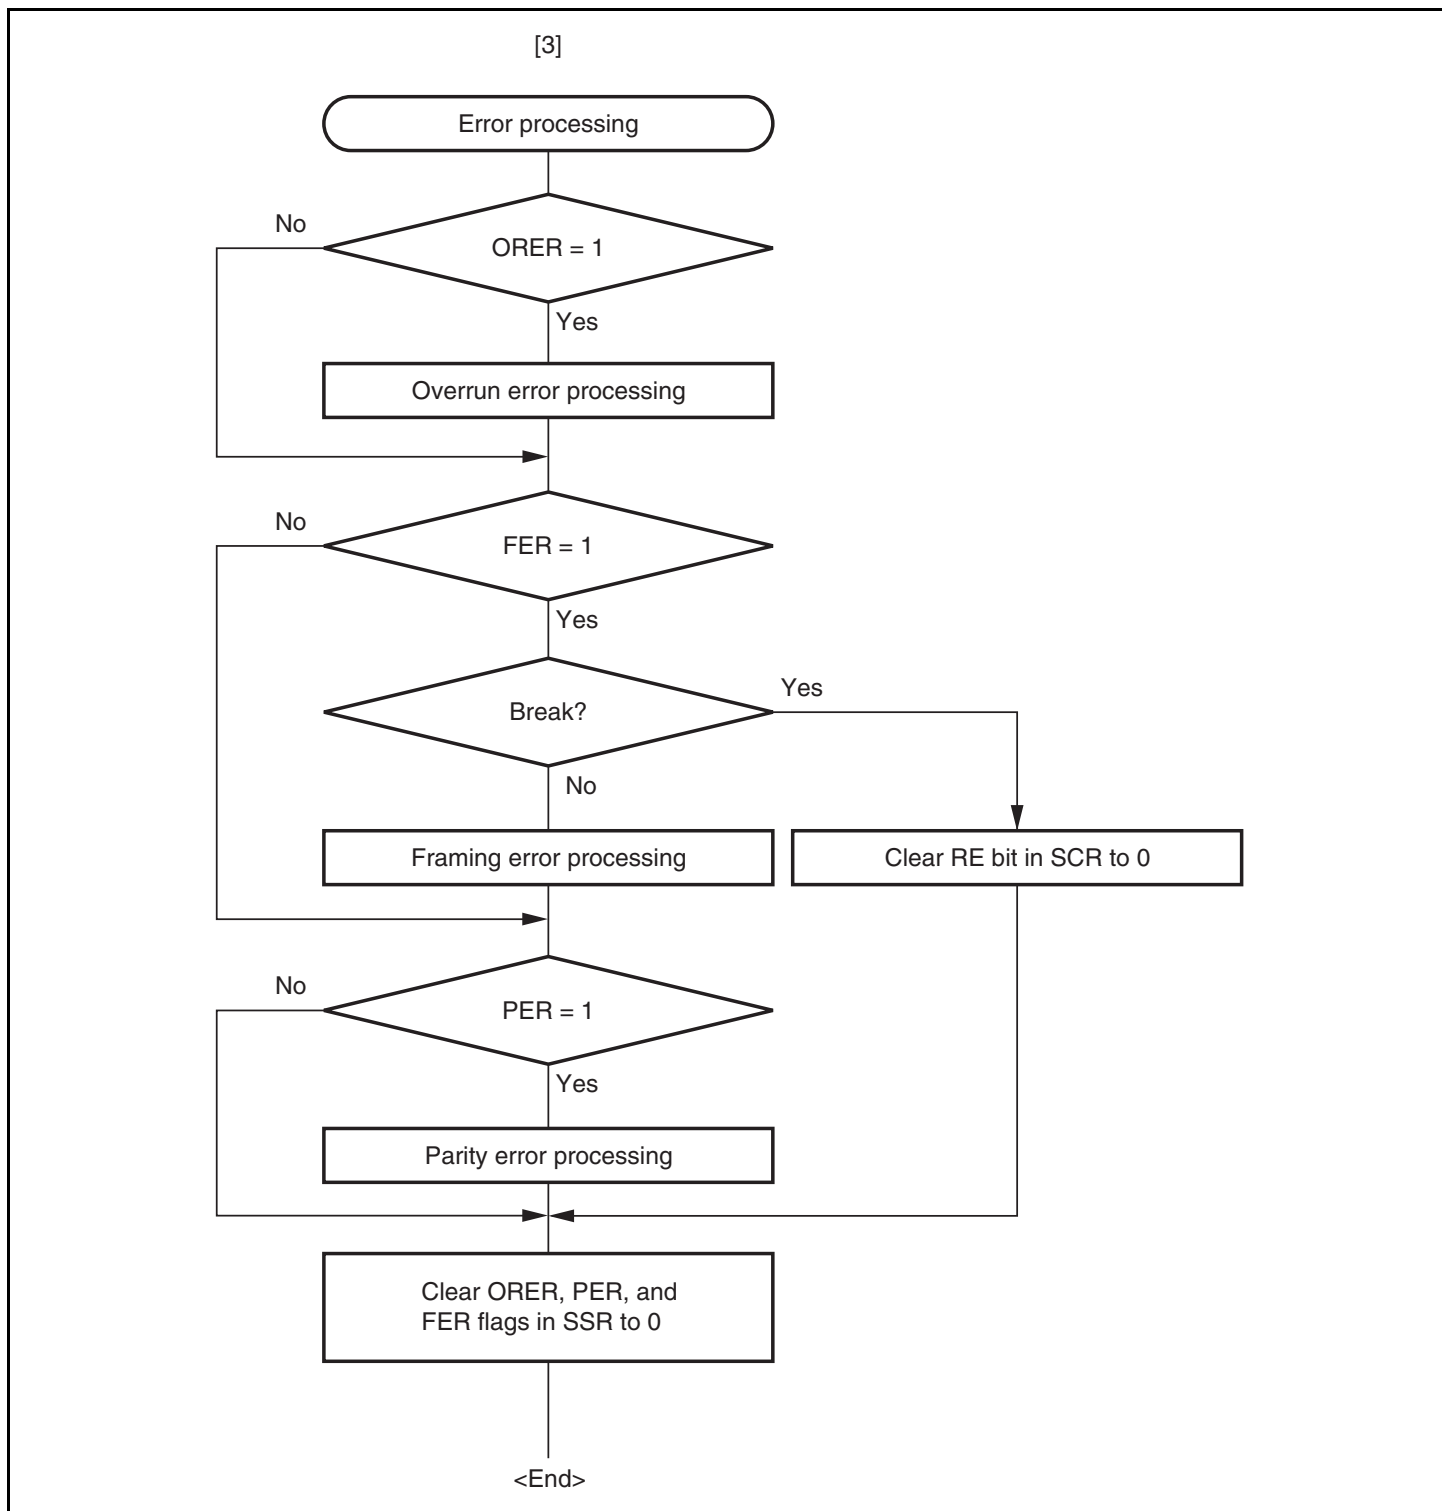 [3]
Error processing
No
ORER = 1
Yes
Overrun error processing
No
FER = 1
Yes
Break?
Yes
No
Framing error processing
Clear RE bit in SCR to 0
No
PER = 1
Yes
Parity error processing
Clear ORER, PER, and
FER flags in SSR to 0
<End>